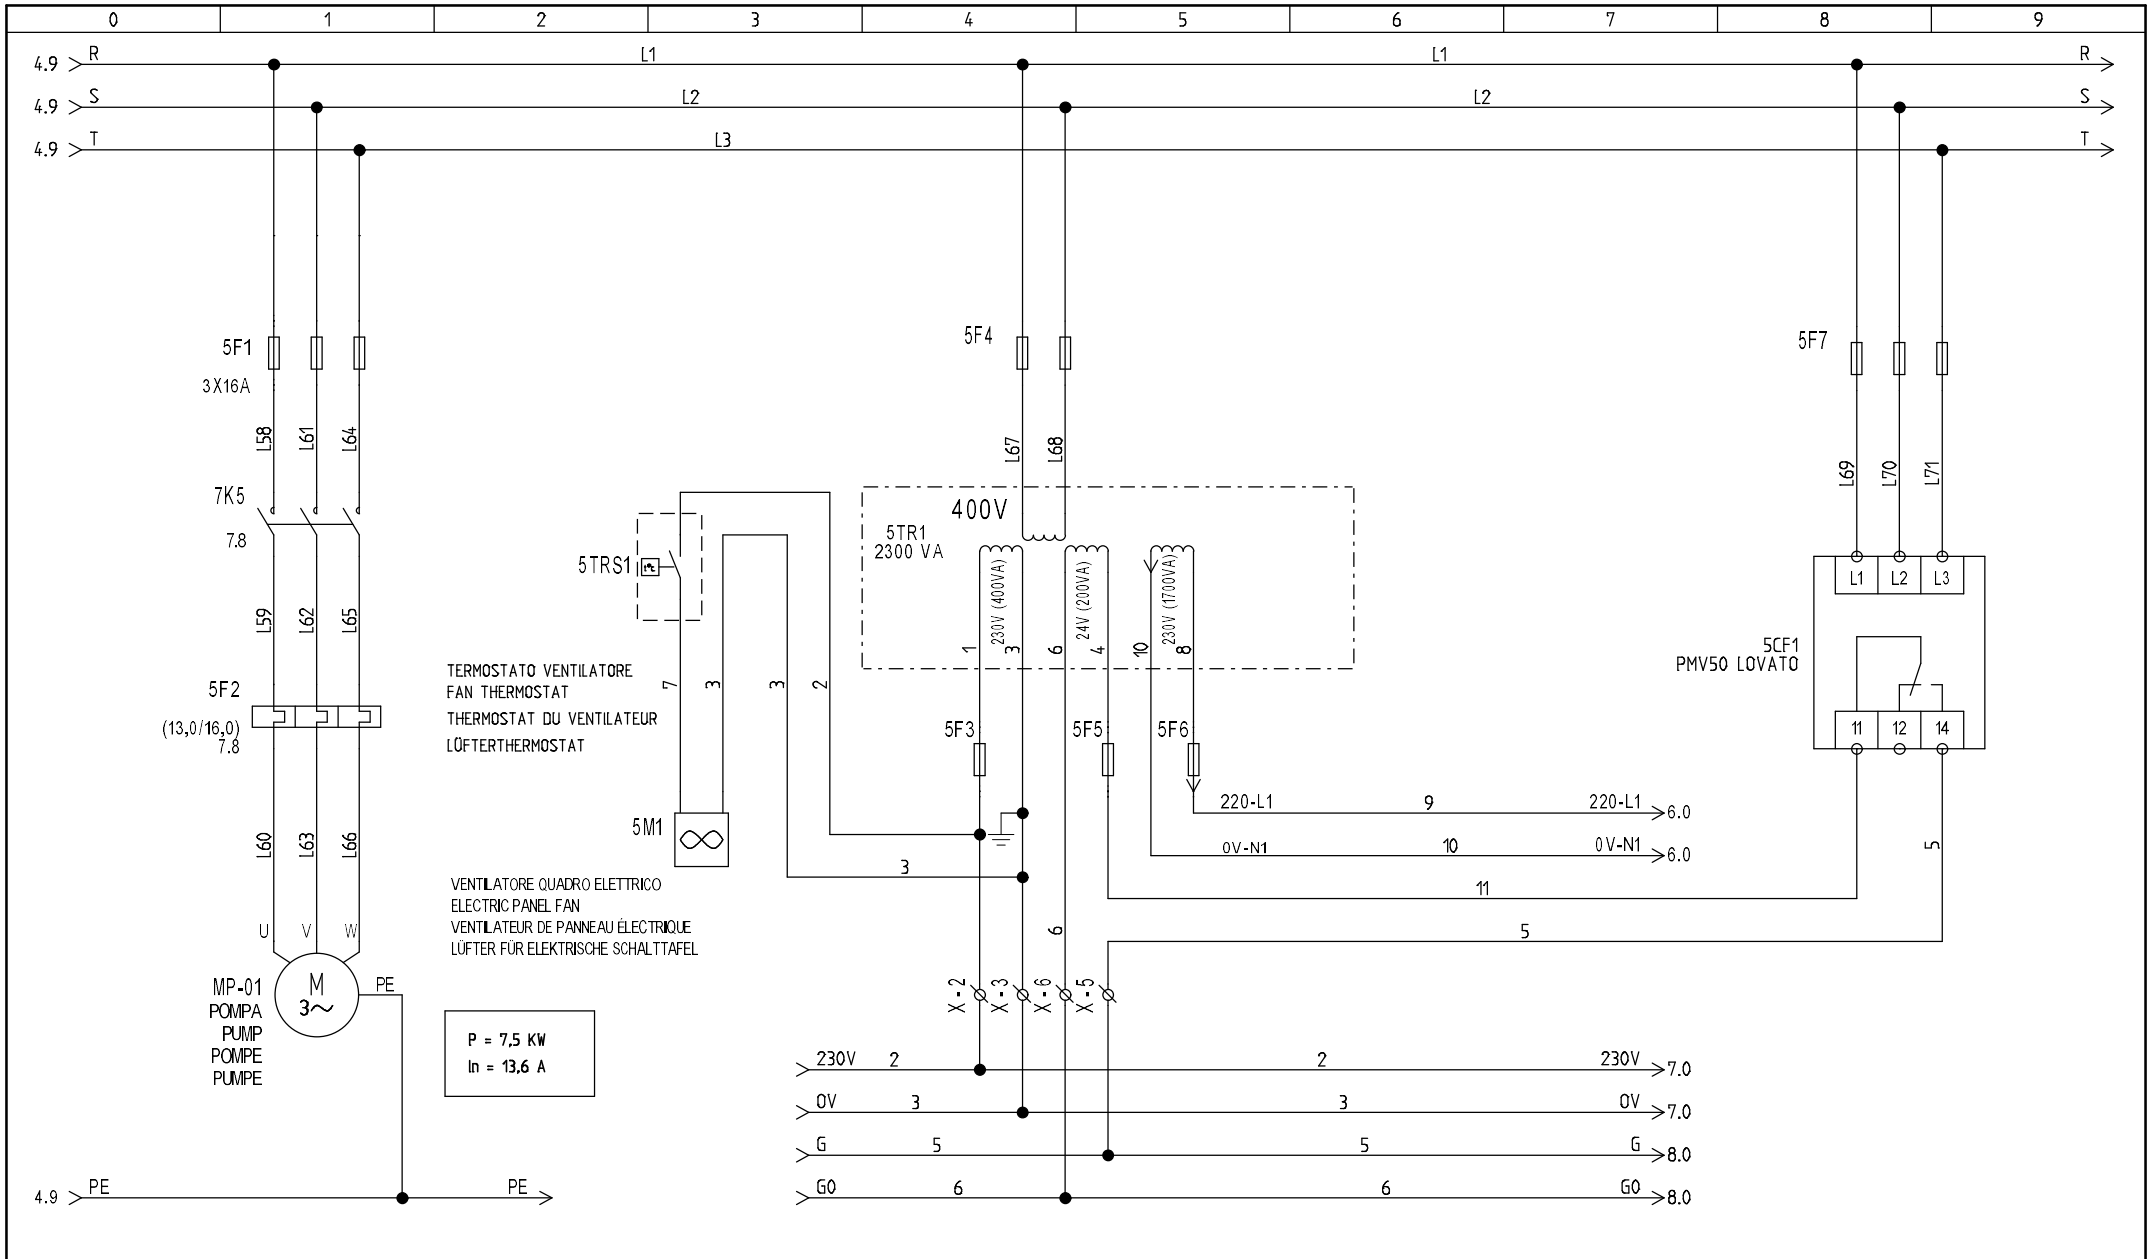 0 1 2 3 4 5 6 7 8 9
4.9 R L1 L1 R
4.9 S L2 L2 S
4.9 T L3 T
5F1
3X16A
L58 L61 L64
7K5
7.8
L59 L62 L65
5F2
(13,0/16,0)
7.8
L60 L63 L66
U V W
MP-01
POMPA
PUMP
POMPE
PUMPE
M
3~
PE
P = 7,5 KW
In = 13,6 A
4.9 PE PE
5TRS1
t°c
TERMOSTATO VENTILATORE
FAN THERMOSTAT
THERMOSTAT DU VENTILATEUR
LÜFTERTHERMOSTAT
7 3 3 2
5M1
VENTILATORE QUADRO ELETTRICO
ELECTRIC PANEL FAN
VENTILATEUR DE PANNEAU ÉLECTRIQUE
LÜFTER FÜR ELEKTRISCHE SCHALTTAFEL
5F4
L67 L68
400V
5TR1
2300 VA
230V (400VA)
24V (200VA)
230V (1700VA)
1 3 6 4 10 8
5F3 5F5 5F6
220-L1 9 220-L1 6.0
0V-N1 10 0V-N1 6.0
3
11
6
5
X-2 X-3 X-6 X-5
230V 2 2 230V 7.0
0V 3 3 0V 7.0
G 5 5 G 8.0
G0 6 6 G0 8.0
5F7
L69 L70 L71
L1 L2 L3
5CF1
PMV50 LOVATO
11 12 14
5